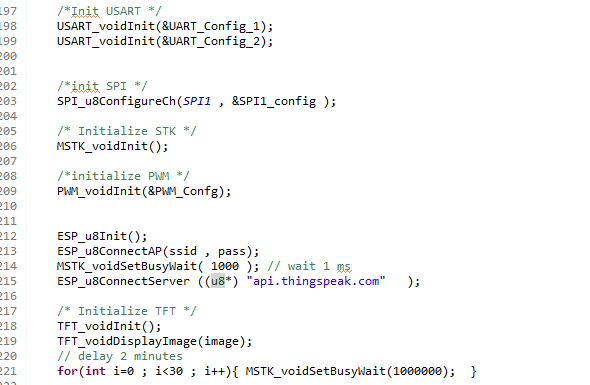 197 /*Init USART */
198 USART_voidInit(&UART_Config_1);
199 USART_voidInit(&UART_Config_2);
200
201
202 /*init SPI */
203 SPI_u8ConfigureCh(SPI1 , &SPI1_config );
204
205 /* Initialize STK */
206 MSTK_voidInit();
207
208 /*initialize PWM */
209 PWM_voidInit(&PWM_Confg);
210
211
212 ESP_u8Init();
213 ESP_u8ConnectAP(ssid , pass);
214 MSTK_voidSetBusyWait( 1000 ); // wait 1 ms
215 ESP_u8ConnectServer ((u8*) "api.thingspeak.com"   );
216
217 /* Initialize TFT */
218 TFT_voidInit();
219 TFT_voidDisplayImage(image);
220 // delay 2 minutes
221 for(int i=0 ; i<30 ; i++){ MSTK_voidSetBusyWait(1000000);  }